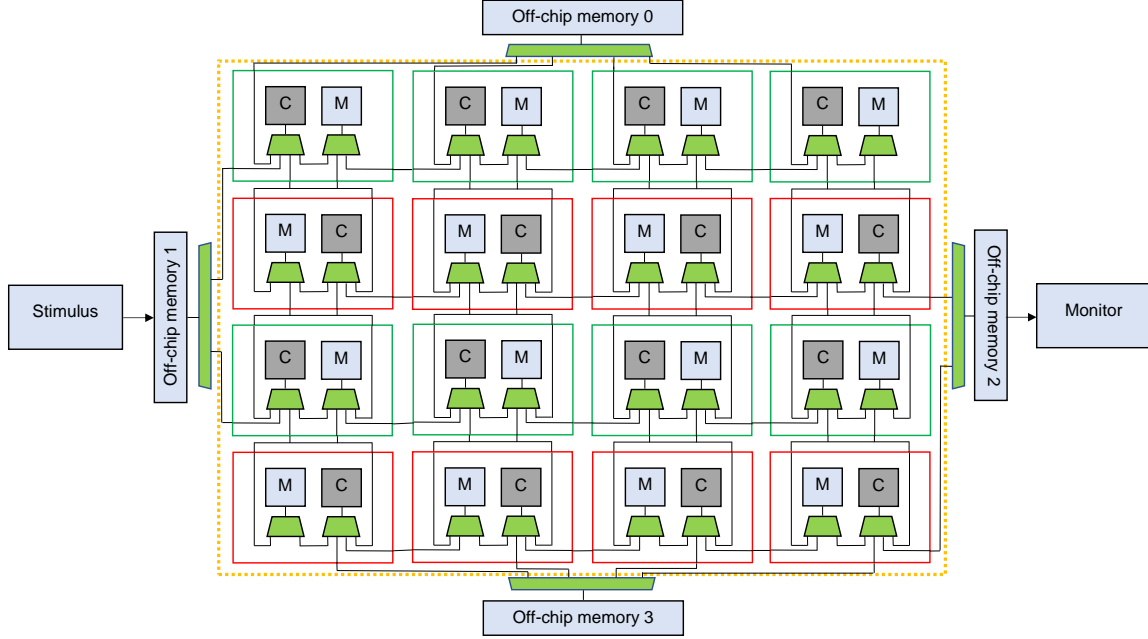 Off-chip memory 0
C M C M C M C M
M C M C M C M C
Stimulus
Off-chip memory 1
Off-chip memory 2
Monitor
C M C M C M C M
M C M C M C M C
Off-chip memory 3